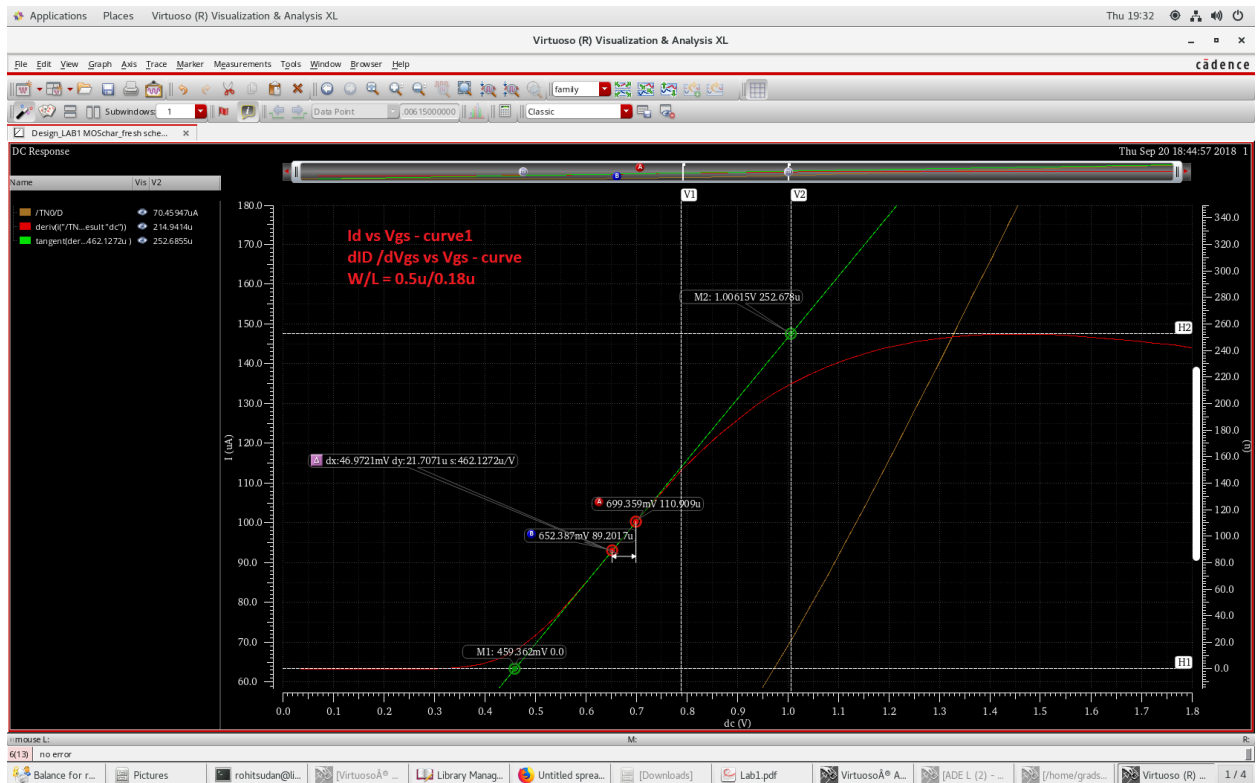 Applications Places Virtuoso (R) Visualization & Analysis XL Thu 19:32
Virtuoso (R) Visualization & Analysis XL
File Edit View Graph Axis Trace Marker Measurements Tools Window Browser Help cādence
family
Subwindows: 1 Data Point .00615000000 Classic
Design_LAB1 MOSchar_fresh sche...
DC Response Thu Sep 20 18:44:57 2018 1
Name Vis V2
/TN0/D 70.45947uA
deriv(i("/TN...esult "dc")) 214.9414u
tangent(der...462.1272u ) 252.6855u
V1 V2
Id vs Vgs - curve1
dID /dVgs vs Vgs - curve
W/L = 0.5u/0.18u
M2: 1.00615V 252.678u
H2
dx:46.9721mV dy:21.7071u s:462.1272u/V
A 699.359mV 110.909u
B 652.387mV 89.2017u
M1: 459.362mV 0.0
H1
180.0
170.0
160.0
150.0
140.0
130.0
120.0
110.0
100.0
90.0
80.0
70.0
60.0
I (uA)
340.0
320.0
300.0
280.0
260.0
240.0
220.0
200.0
180.0
160.0
140.0
120.0
100.0
80.0
60.0
40.0
20.0
0.0
(u)
0.0 0.1 0.2 0.3 0.4 0.5 0.6 0.7 0.8 0.9 1.0 1.1 1.2 1.3 1.4 1.5 1.6 1.7 1.8
dc (V)
mouse L: M: R:
6(13) no error
Balance for r... Pictures rohitsudan@li... [VirtuosoÂ® ... Library Manag... Untitled sprea... [Downloads] Lab1.pdf VirtuosoÂ® A... [ADE L (2) - ... [/home/grads... Virtuoso (R) ... 1 / 1